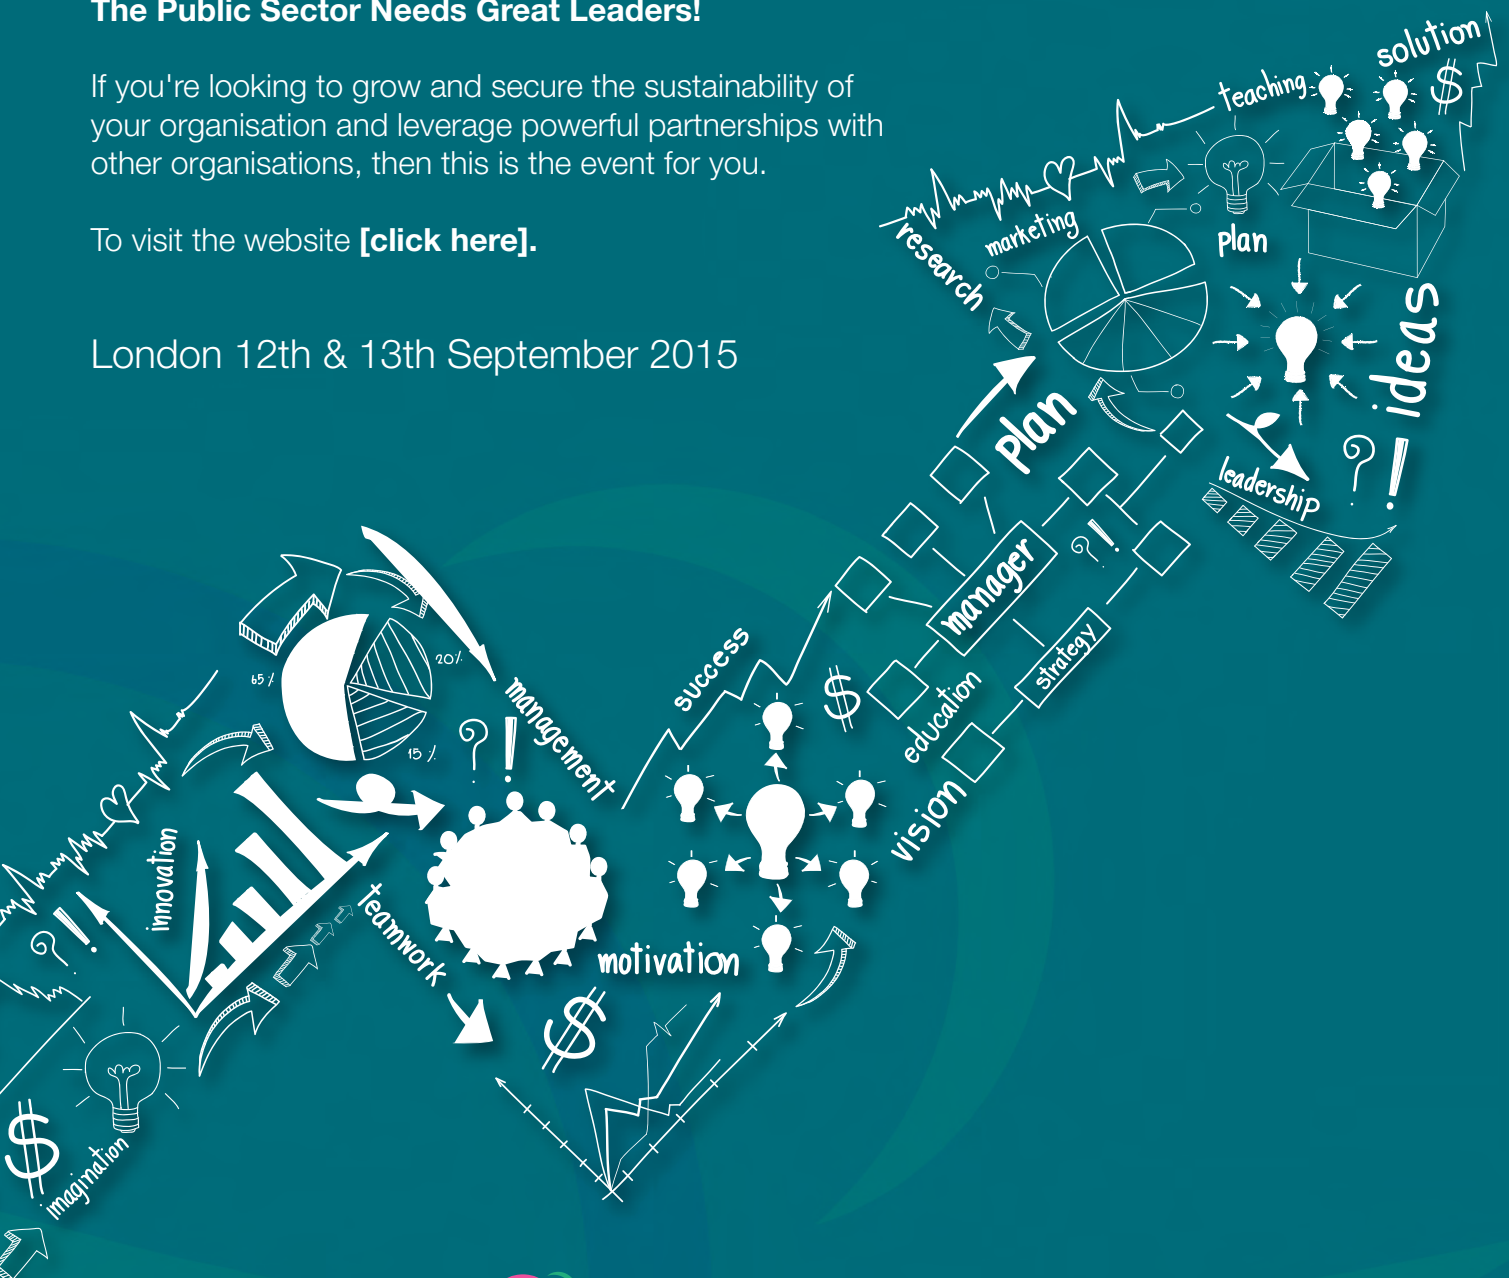 The Public Sector Needs Great Leaders!
If you're looking to grow and secure the sustainability of
your organisation and leverage powerful partnerships with
other organisations, then this is the event for you.
To visit the website [click here].
London 12th & 13th September 2015
solution
$
teaching
marketing
research
plan
ideas
? !
leadership
plan
manager
? !
strategy
education
vision
success
$
20%
65%
15%
management
? !
innovation
teamwork
motivation
$
? !
$
imagination